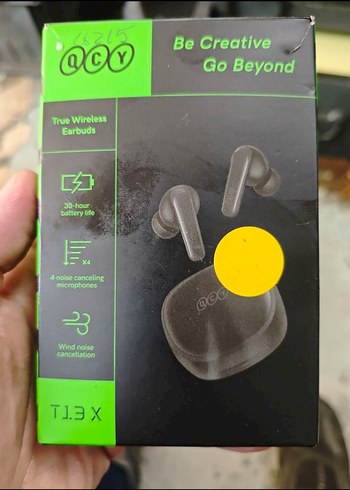 QCY
Be Creative
Go Beyond
True Wireless
Earbuds
30-hour
battery life
X4
4 noise canceling
microphones
Wind noise
cancellation
QCY
T13 X